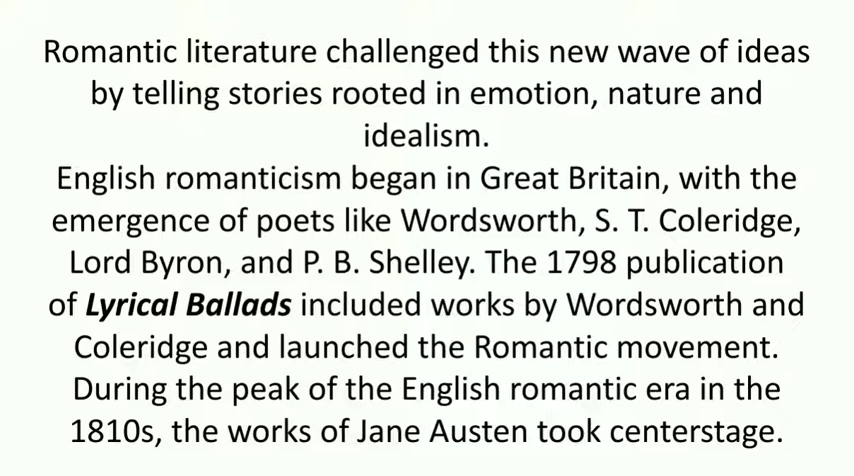 Romantic literature challenged this new wave of ideas
by telling stories rooted in emotion, nature and
idealism.
English romanticism began in Great Britain, with the
emergence of poets like Wordsworth, S. T. Coleridge,
Lord Byron, and P. B. Shelley. The 1798 publication
of Lyrical Ballads included works by Wordsworth and
Coleridge and launched the Romantic movement.
During the peak of the English romantic era in the
1810s, the works of Jane Austen took centerstage.